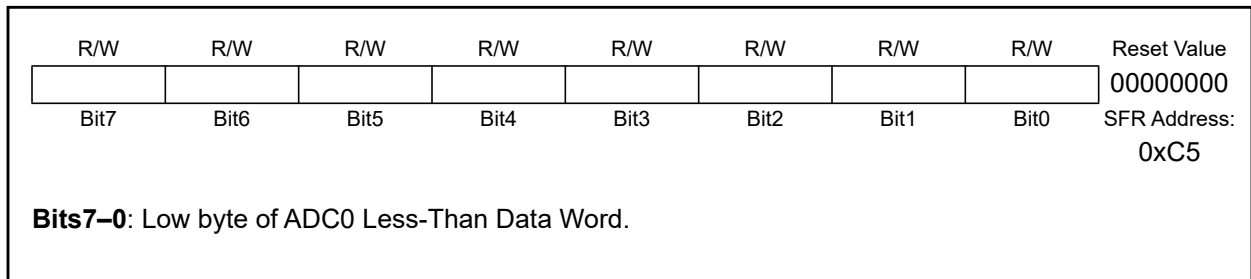 R/W R/W R/W R/W R/W R/W R/W R/W Reset Value
00000000
Bit7 Bit6 Bit5 Bit4 Bit3 Bit2 Bit1 Bit0 SFR Address:
0xC5
Bits7–0: Low byte of ADC0 Less-Than Data Word.